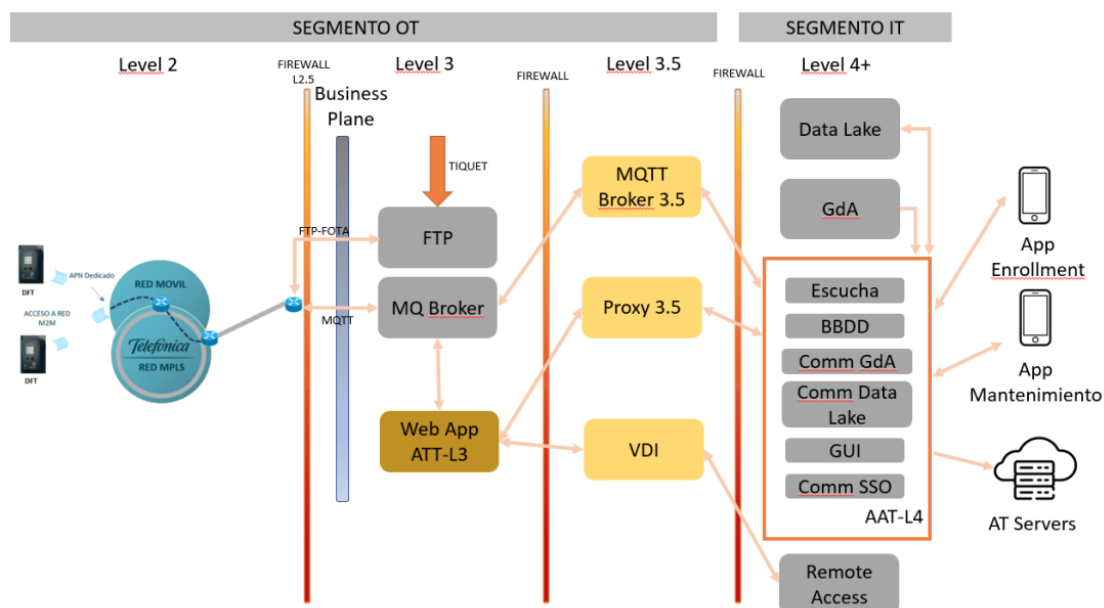 SEGMENTO OT
SEGMENTO IT
Level 2
FIREWALL
L2.5
Level 3
FIREWALL
Level 3.5
FIREWALL
Level 4+
Business
Plane
TIQUET
MQTT
Broker 3.5
Data Lake
GdA
FTP-FOTA
FTP
App
Enrollment
APN Dedicado
DFT
RED MOVIL
ACCESO A RED
M2M
Telefónica
RED MPLS
DFT
MQTT
MQ Broker
Proxy 3.5
Escucha
BBDD
Comm GdA
Comm Data
Lake
GUI
Comm SSO
AAT-L4
App
Mantenimiento
Web App
ATT-L3
VDI
AT Servers
Remote
Access